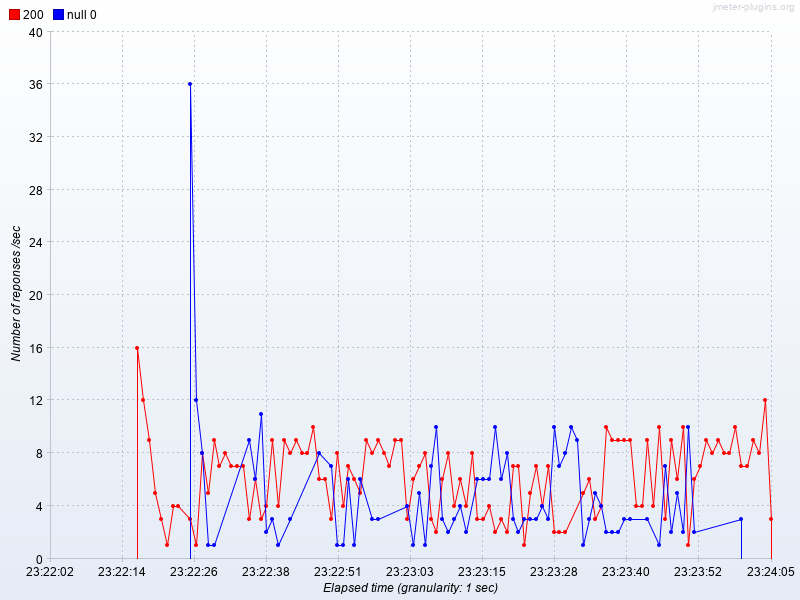 200 null 0
jmeter-plugins.org
40
36
32
28
24
20
16
12
8
4
0
Number of reponses /sec
23:22:02 23:22:14 23:22:26 23:22:38 23:22:51 23:23:03 23:23:15 23:23:28 23:23:40 23:23:52 23:24:05
Elapsed time (granularity: 1 sec)